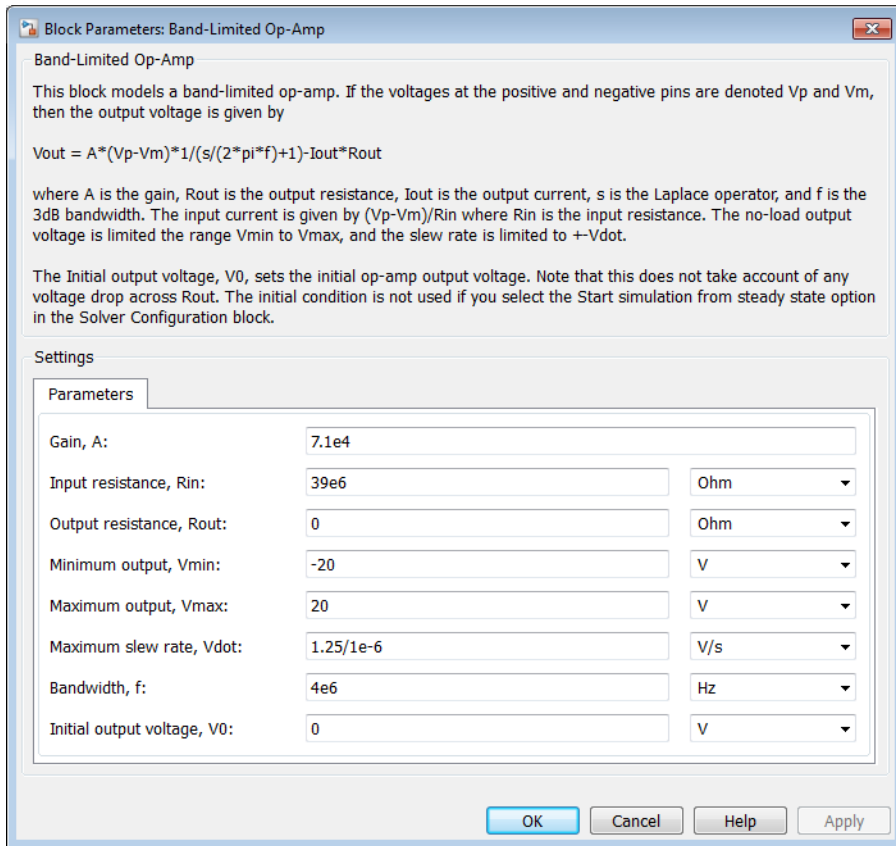 Block Parameters: Band-Limited Op-Amp
Band-Limited Op-Amp
This block models a band-limited op-amp. If the voltages at the positive and negative pins are denoted Vp and Vm,
then the output voltage is given by
Vout = A*(Vp-Vm)*1/(s/(2*pi*f)+1)-Iout*Rout
where A is the gain, Rout is the output resistance, Iout is the output current, s is the Laplace operator, and f is the
3dB bandwidth. The input current is given by (Vp-Vm)/Rin where Rin is the input resistance. The no-load output
voltage is limited the range Vmin to Vmax, and the slew rate is limited to +-Vdot.
The Initial output voltage, V0, sets the initial op-amp output voltage. Note that this does not take account of any
voltage drop across Rout. The initial condition is not used if you select the Start simulation from steady state option
in the Solver Configuration block.
Settings
Parameters
Gain, A: 7.1e4
Input resistance, Rin: 39e6 Ohm
Output resistance, Rout: 0 Ohm
Minimum output, Vmin: -20 V
Maximum output, Vmax: 20 V
Maximum slew rate, Vdot: 1.25/1e-6 V/s
Bandwidth, f: 4e6 Hz
Initial output voltage, V0: 0 V
OK Cancel Help Apply